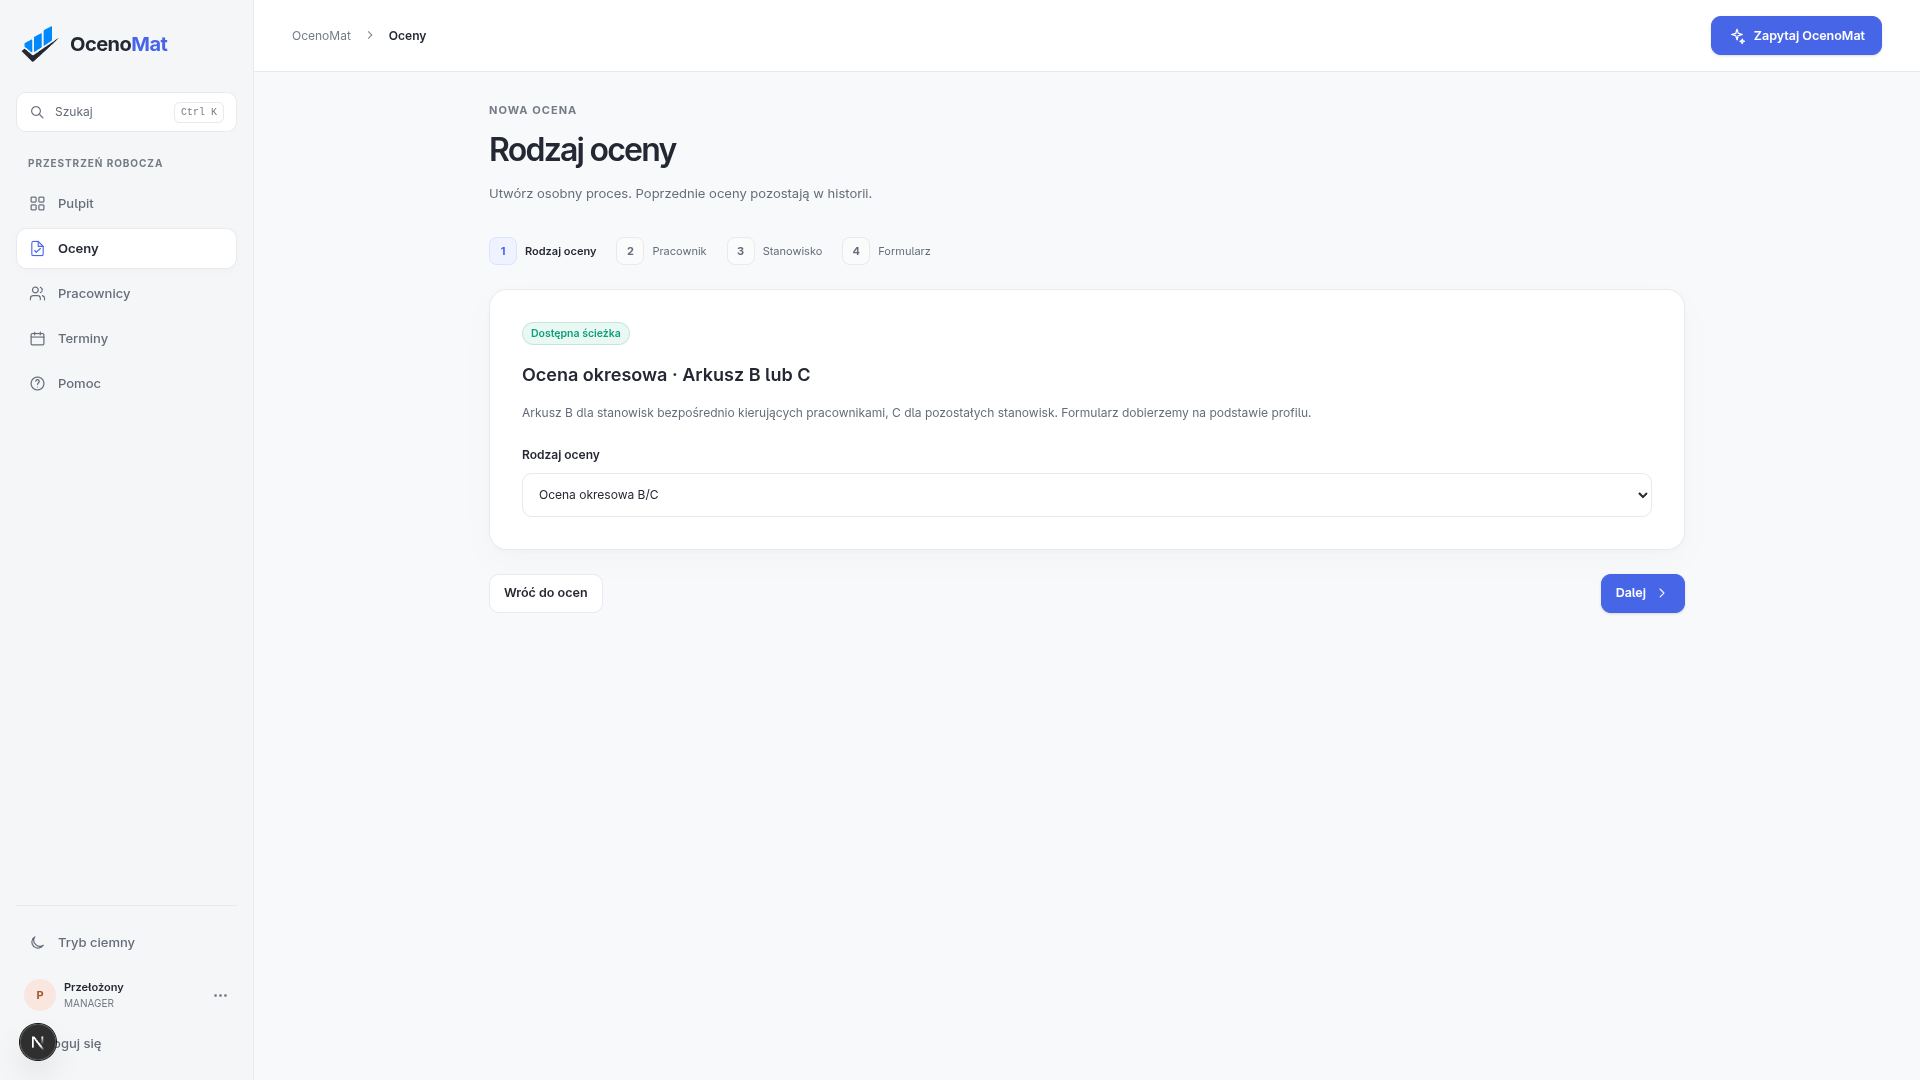 OcenoMat
Szukaj
Ctrl K
PRZESTRZEŃ ROBOCZA
Pulpit
Oceny
Pracownicy
Terminy
Pomoc
Tryb ciemny
P
Przełożony
MANAGER
N
oguj się
OcenoMat
Oceny
Zapytaj OcenoMat
NOWA OCENA
Rodzaj oceny
Utwórz osobny proces. Poprzednie oceny pozostają w historii.
1 Rodzaj oceny 2 Pracownik 3 Stanowisko 4 Formularz
Dostępna ścieżka
Ocena okresowa · Arkusz B lub C
Arkusz B dla stanowisk bezpośrednio kierujących pracownikami, C dla pozostałych stanowisk. Formularz dobierzemy na podstawie profilu.
Rodzaj oceny
Ocena okresowa B/C
Wróć do ocen
Dalej